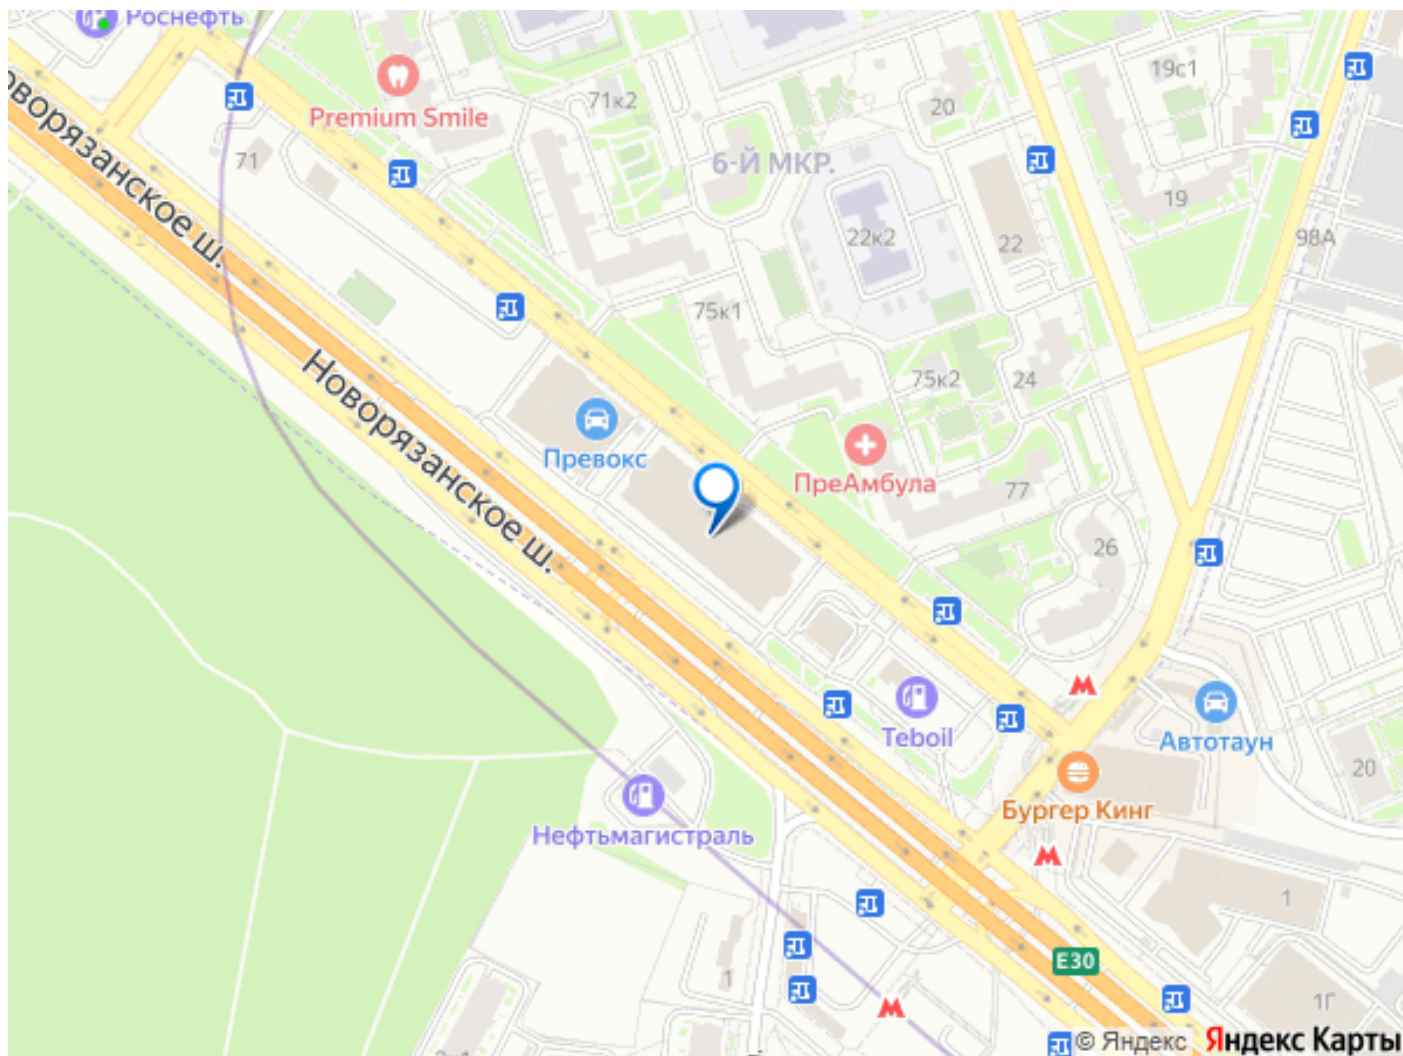 Роснефть
Premium Smile
71к2
20
19с1
71
6-Й МКР.
19
22к2
22
98А
Новорязанское ш.
75к1
75к2
24
Новорязанское ш.
Превокс
ПреАмбула
77
26
М
Teboil
Автотаун
20
Бургер Кинг
Нефтьмагистраль
М
1
E30
1
М
1Г
© Яндекс Яндекс Карты